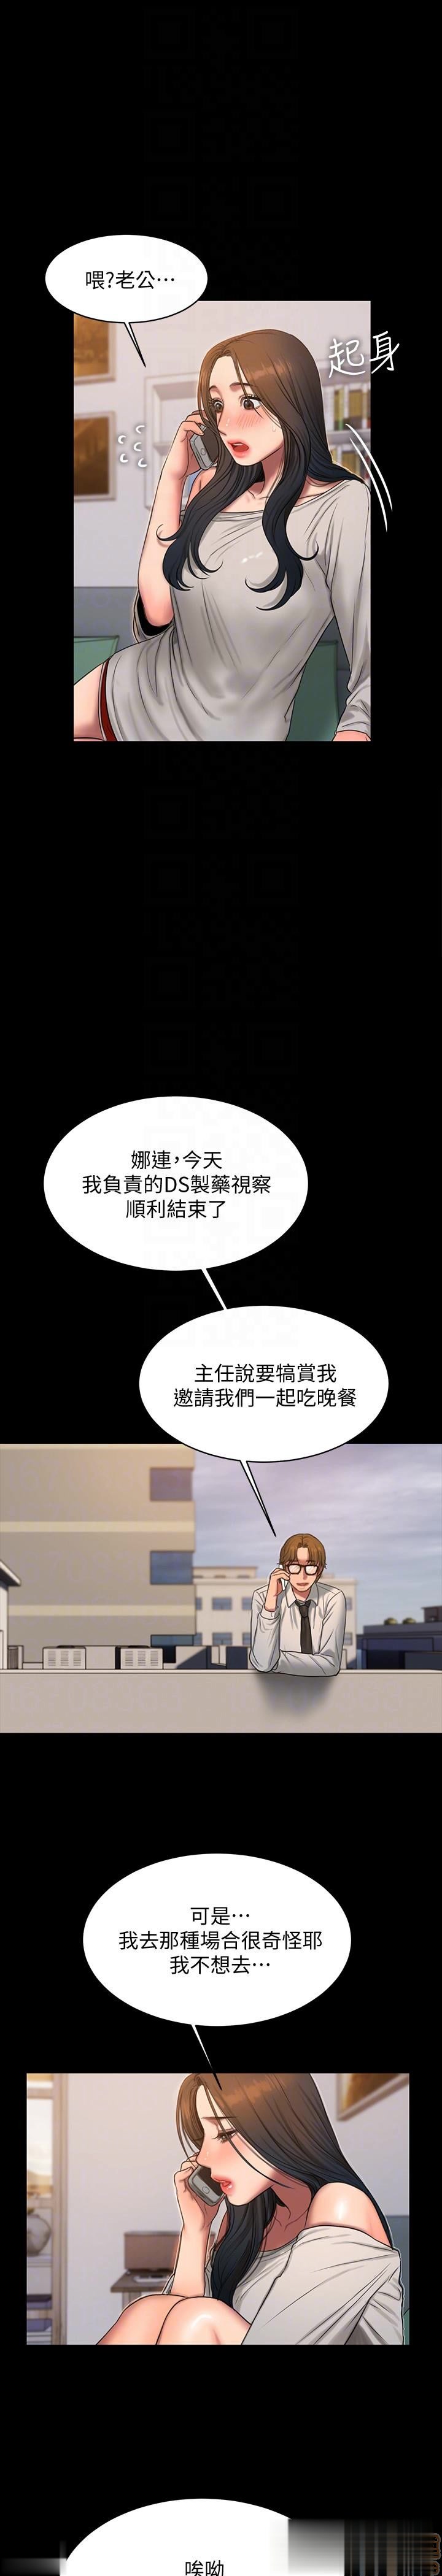 喂?老公⋯
起身
娜連,今天
我負責的DS製藥視察
順利結束了
主任說要犒賞我
邀請我們一起吃晚餐
可是⋯
我去那種場合很奇怪耶
我不想去⋯
唉呦